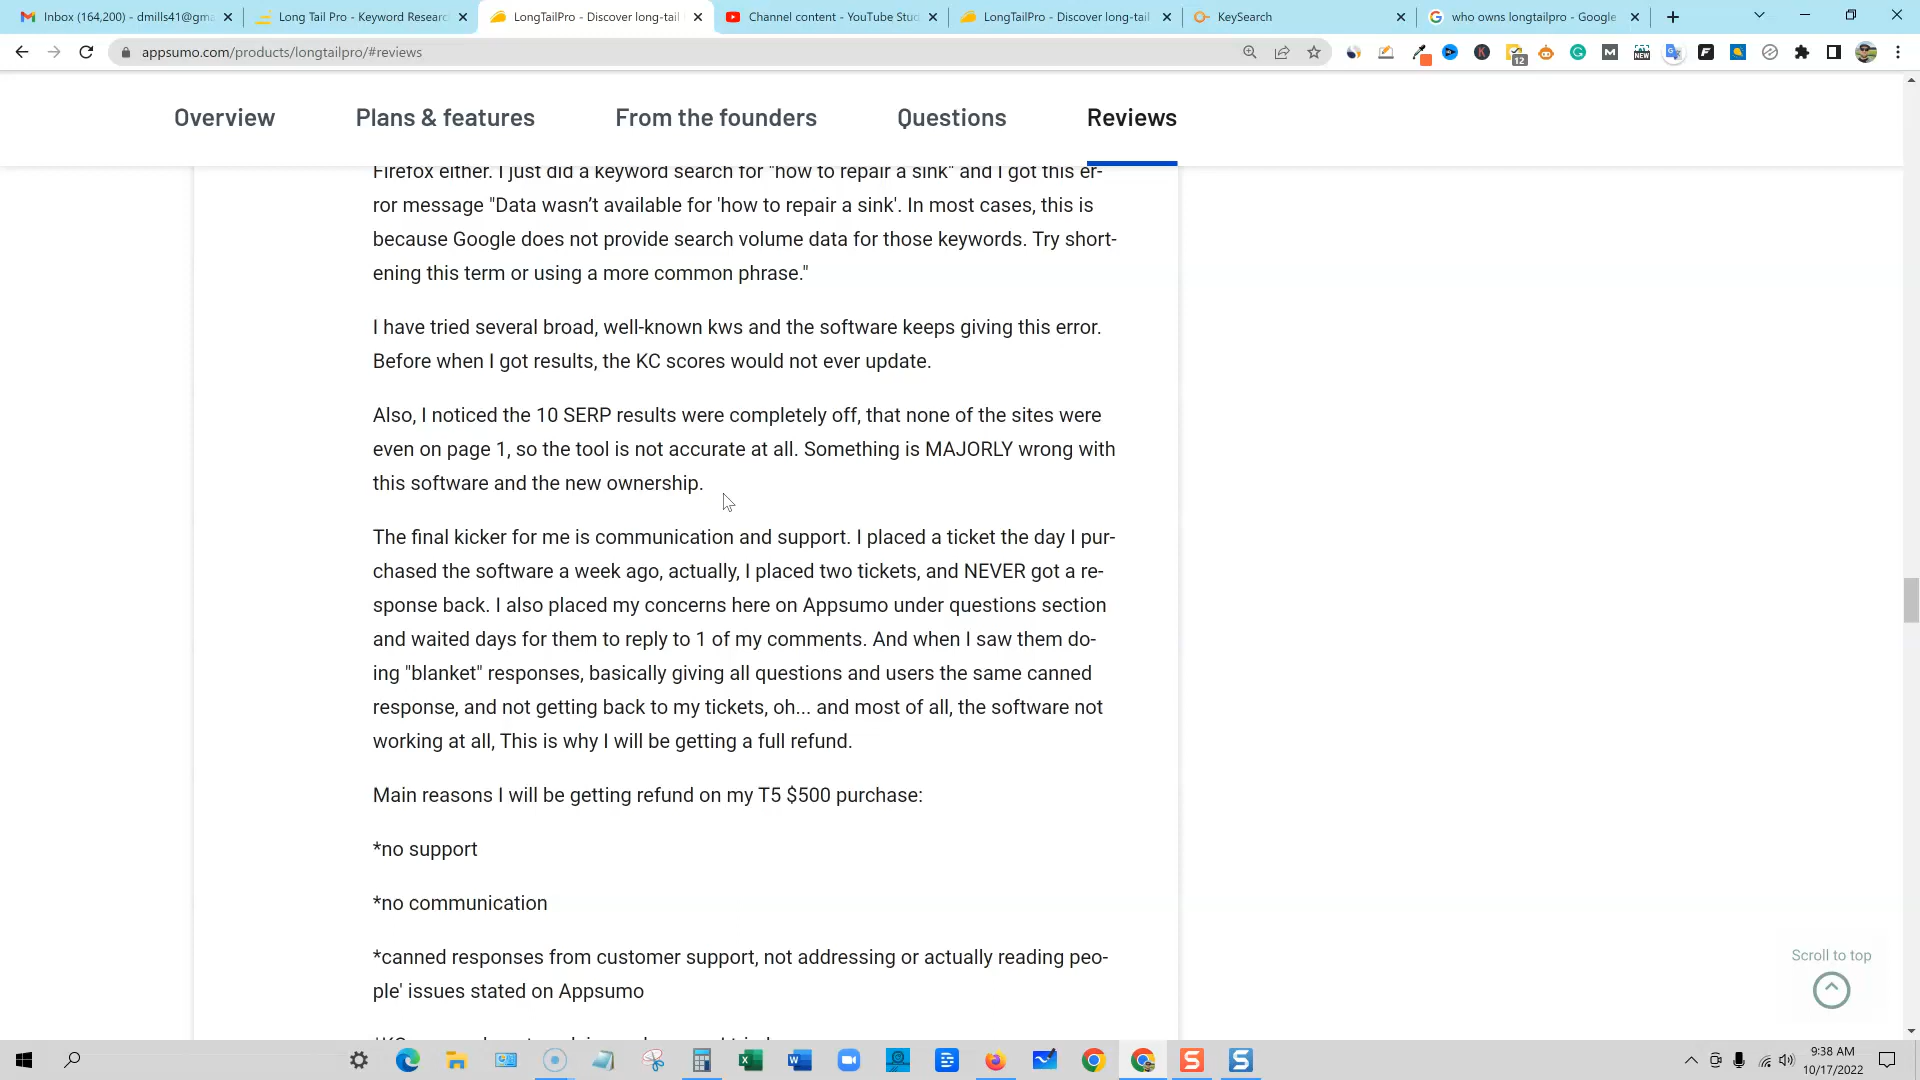 Inbox (164,200) - dmills41@gma
Long Tail Pro - Keyword Researc
LongTailPro - Discover long-tail
Channel content - YouTube Stud
LongTailPro - Discover long-tail
KeySearch
who owns longtailpro - Google
appsumo.com/products/longtailpro/#reviews
12
NEW
Overview
Plans & features
From the founders
Questions
Reviews
Firefox either. I just did a keyword search for "how to repair a sink" and I got this er-
ror message "Data wasn’t available for 'how to repair a sink'. In most cases, this is
because Google does not provide search volume data for those keywords. Try short-
ening this term or using a more common phrase."
I have tried several broad, well-known kws and the software keeps giving this error.
Before when I got results, the KC scores would not ever update.
Also, I noticed the 10 SERP results were completely off, that none of the sites were
even on page 1, so the tool is not accurate at all. Something is MAJORLY wrong with
this software and the new ownership.
The final kicker for me is communication and support. I placed a ticket the day I pur-
chased the software a week ago, actually, I placed two tickets, and NEVER got a re-
sponse back. I also placed my concerns here on Appsumo under questions section
and waited days for them to reply to 1 of my comments. And when I saw them do-
ing "blanket" responses, basically giving all questions and users the same canned
response, and not getting back to my tickets, oh... and most of all, the software not
working at all, This is why I will be getting a full refund.
Main reasons I will be getting refund on my T5 $500 purchase:
*no support
*no communication
*canned responses from customer support, not addressing or actually reading peo-
ple' issues stated on Appsumo
Scroll to top
9:38 AM
10/17/2022